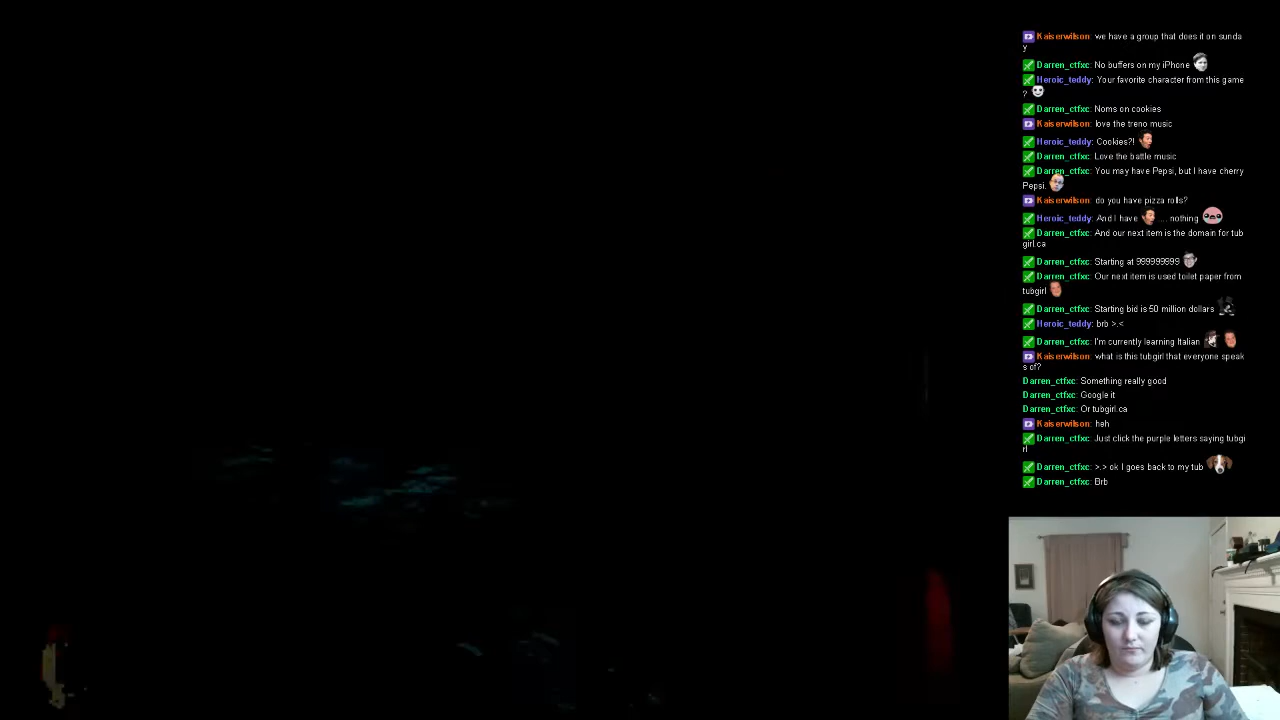 Kaiserwilson: we have a group that does it on sunda
y
Darren_ctfxc: No buffers on my iPhone
Heroic_teddy: Your favorite character from this game
?
Darren_ctfxc: Noms on cookies
Kaiserwilson: love the treno music
Heroic_teddy: Cookies?!
Darren_ctfxc: Love the battle music
Darren_ctfxc: You may have Pepsi, but I have cherry
Pepsi.
Kaiserwilson: do you have pizza rolls?
Heroic_teddy: And I have ... nothing
Darren_ctfxc: And our next item is the domain for tub
girl.ca
Darren_ctfxc: Starting at 999999999
Darren_ctfxc: Our next item is used toilet paper from
tubgirl
Darren_ctfxc: Starting bid is 50 million dollars
Heroic_teddy: brb >.<
Darren_ctfxc: I'm currently learning Italian
Kaiserwilson: what is this tubgirl that everyone speak
s of?
Darren_ctfxc: Something really good
Darren_ctfxc: Google it
Darren_ctfxc: Or tubgirl.ca
Kaiserwilson: heh
Darren_ctfxc: Just click the purple letters saying tubgi
rl
Darren_ctfxc: >.> ok I goes back to my tub
Darren_ctfxc: Brb